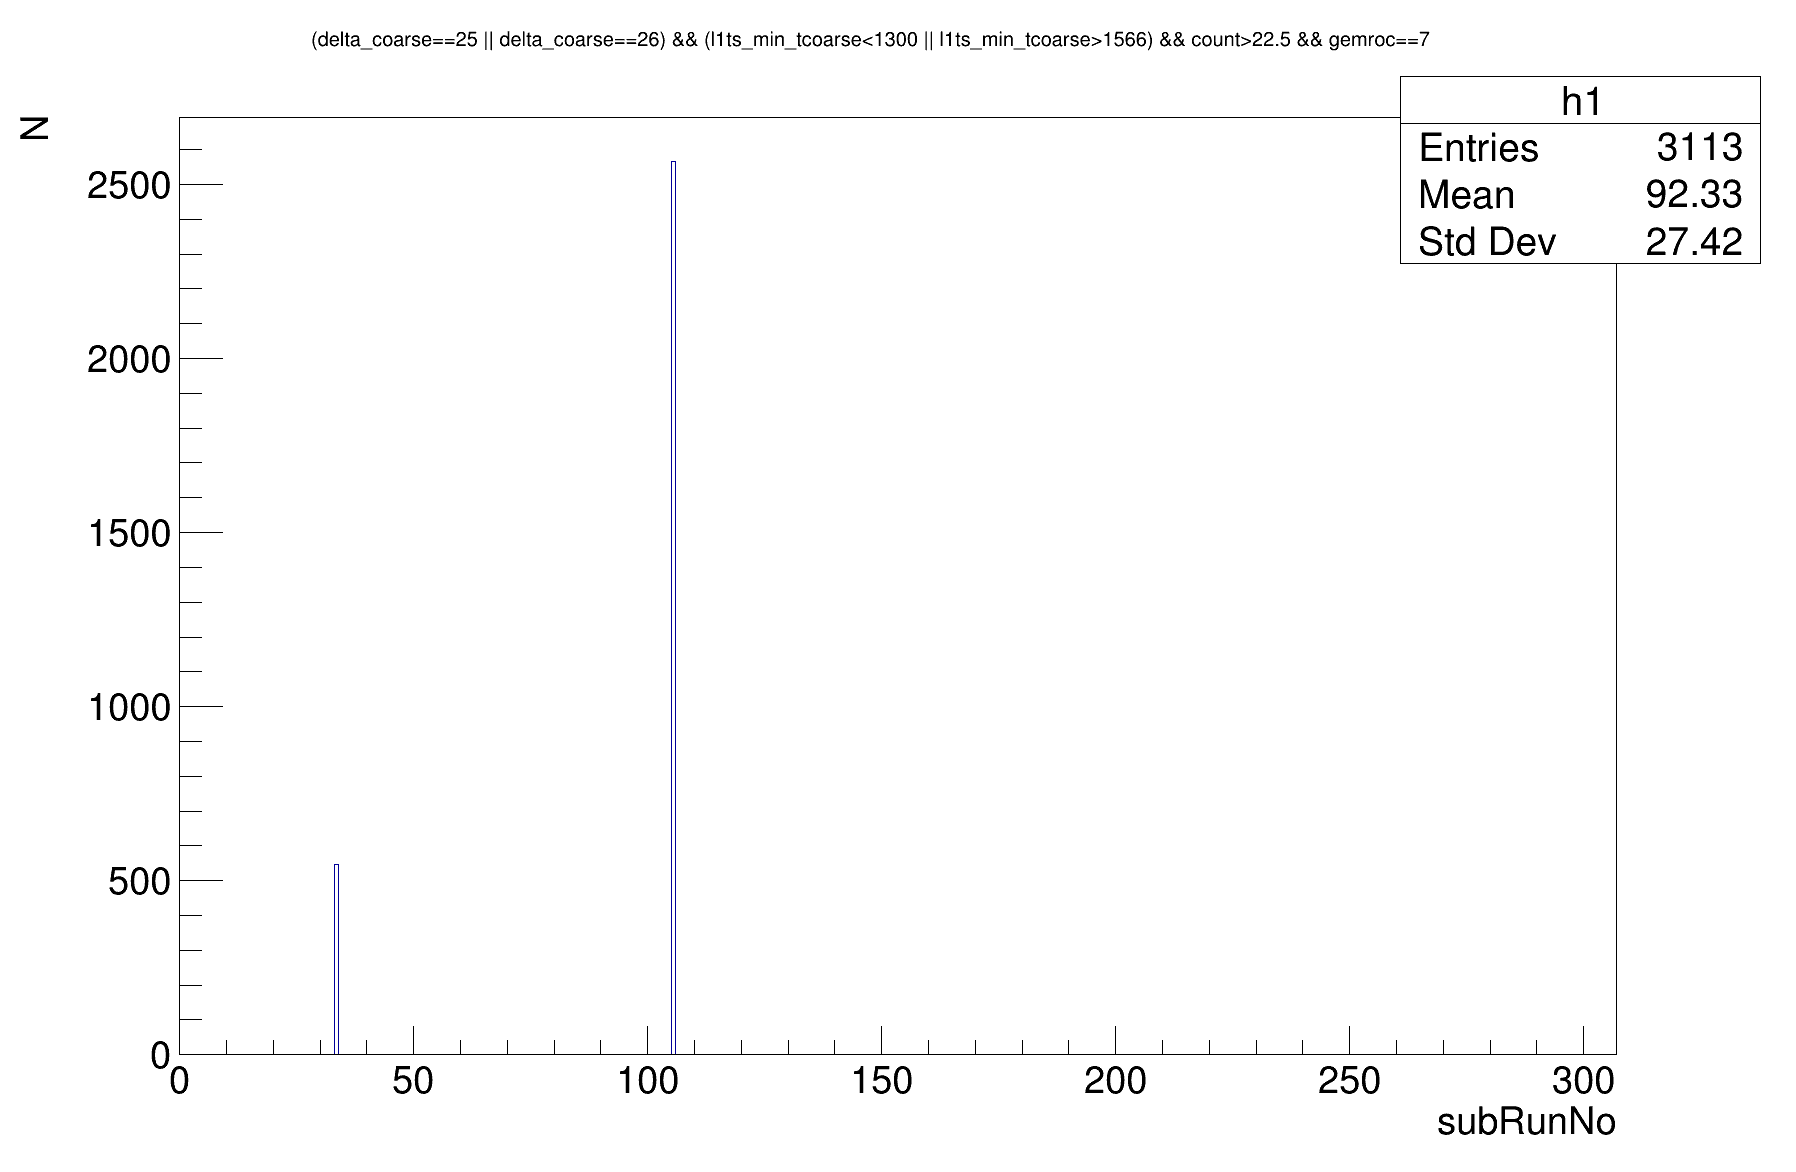 (delta_coarse==25 || delta_coarse==26) && (l1ts_min_tcoarse<1300 || l1ts_min_tcoarse>1566) && count>22.5 && gemroc==7
h1
Entries 3113
Mean 92.33
Std Dev 27.42
N
2500
2000
1500
1000
500
0
0 50 100 150 200 250 300
subRunNo